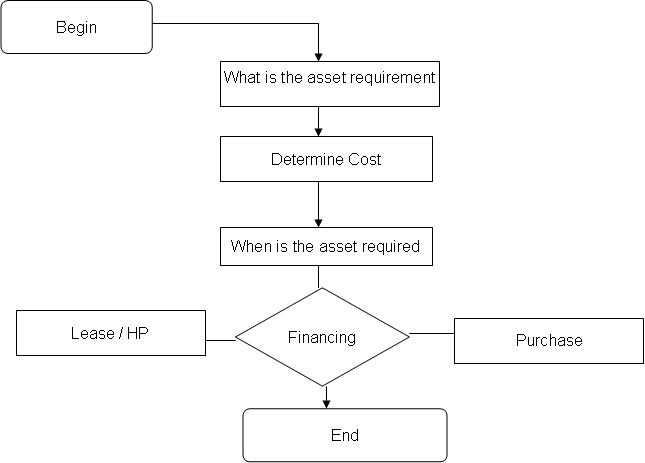 Begin
What is the asset requirement
Determine Cost
When is the asset required
Lease / HP
Financing
Purchase
End